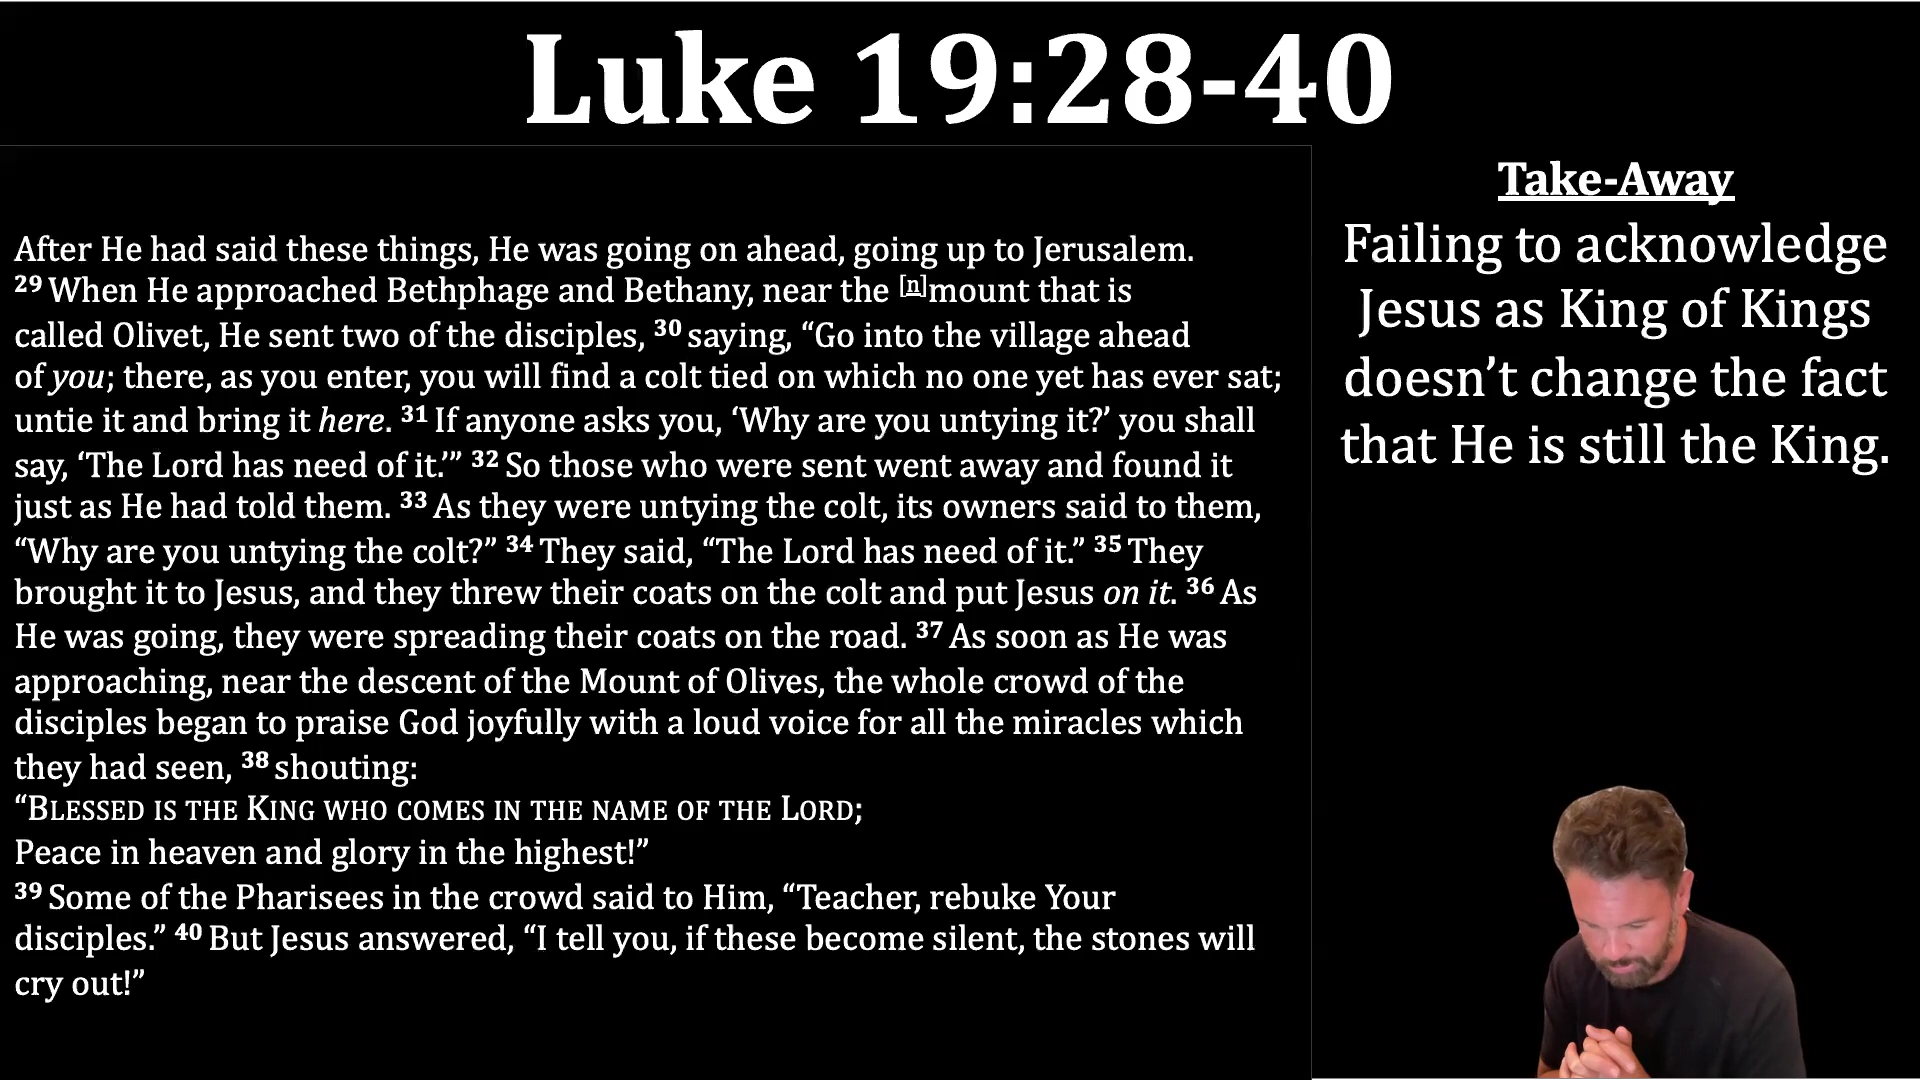 Luke 19:28-40
After He had said these things, He was going on ahead, going up to Jerusalem.
29 When He approached Bethphage and Bethany, near the [n]mount that is
called Olivet, He sent two of the disciples, 30 saying, “Go into the village ahead
of you; there, as you enter, you will find a colt tied on which no one yet has ever sat;
untie it and bring it here. 31 If anyone asks you, ‘Why are you untying it?’ you shall
say, ‘The Lord has need of it.’” 32 So those who were sent went away and found it
just as He had told them. 33 As they were untying the colt, its owners said to them,
“Why are you untying the colt?” 34 They said, “The Lord has need of it.” 35 They
brought it to Jesus, and they threw their coats on the colt and put Jesus on it. 36 As
He was going, they were spreading their coats on the road. 37 As soon as He was
approaching, near the descent of the Mount of Olives, the whole crowd of the
disciples began to praise God joyfully with a loud voice for all the miracles which
they had seen, 38 shouting:
“Blessed is the King who comes in the name of the Lord;
Peace in heaven and glory in the highest!”
39 Some of the Pharisees in the crowd said to Him, “Teacher, rebuke Your
disciples.” 40 But Jesus answered, “I tell you, if these become silent, the stones will
cry out!”
Take-Away
Failing to acknowledge
Jesus as King of Kings
doesn’t change the fact
that He is still the King.